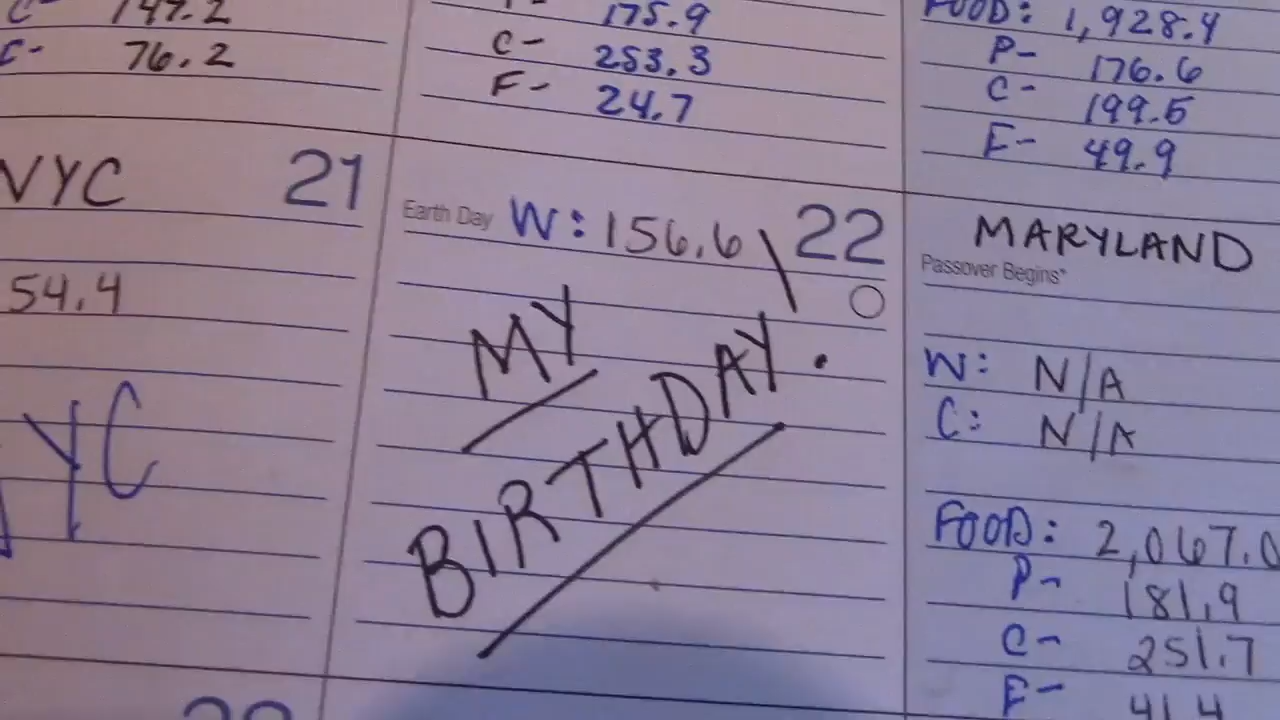 C- 147.2
C- 76.2
175.9
C- 253.3
F- 24.7
FOOD: 1,928.4
P- 176.6
C- 199.5
F- 49.9
NYC 21
54.4
YC
Earth Day W: 156.6 22
MY
BIRTHDAY.
MARYLAND
Passover Begins*
W: N/A
C: N/A
FOOD: 2,067.0
P- 181.9
C- 251.7
F- 41.4